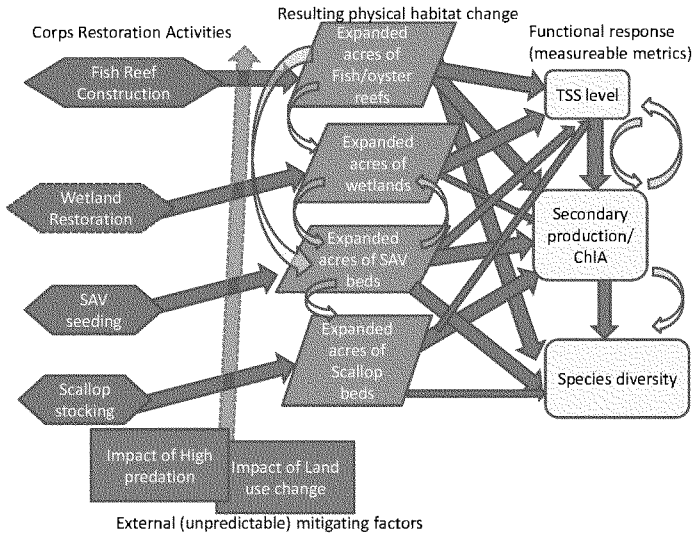 Resulting physical habitat change
Corps Restoration Activities
Functional response
(measureable metrics)
Fish Reef
Construction
Expanded
acres of
Fish/oyster
reefs
TSS level
Wetland
Restoration
Expanded
acres of
wetlands
Secondary
production/
ChlA
SAV
seeding
Expanded
acres of SAV
beds
Scallop
stocking
Expanded
acres of
Scallop
beds
Species diversity
Impact of High
predation
Impact of Land
use change
External (unpredictable) mitigating factors